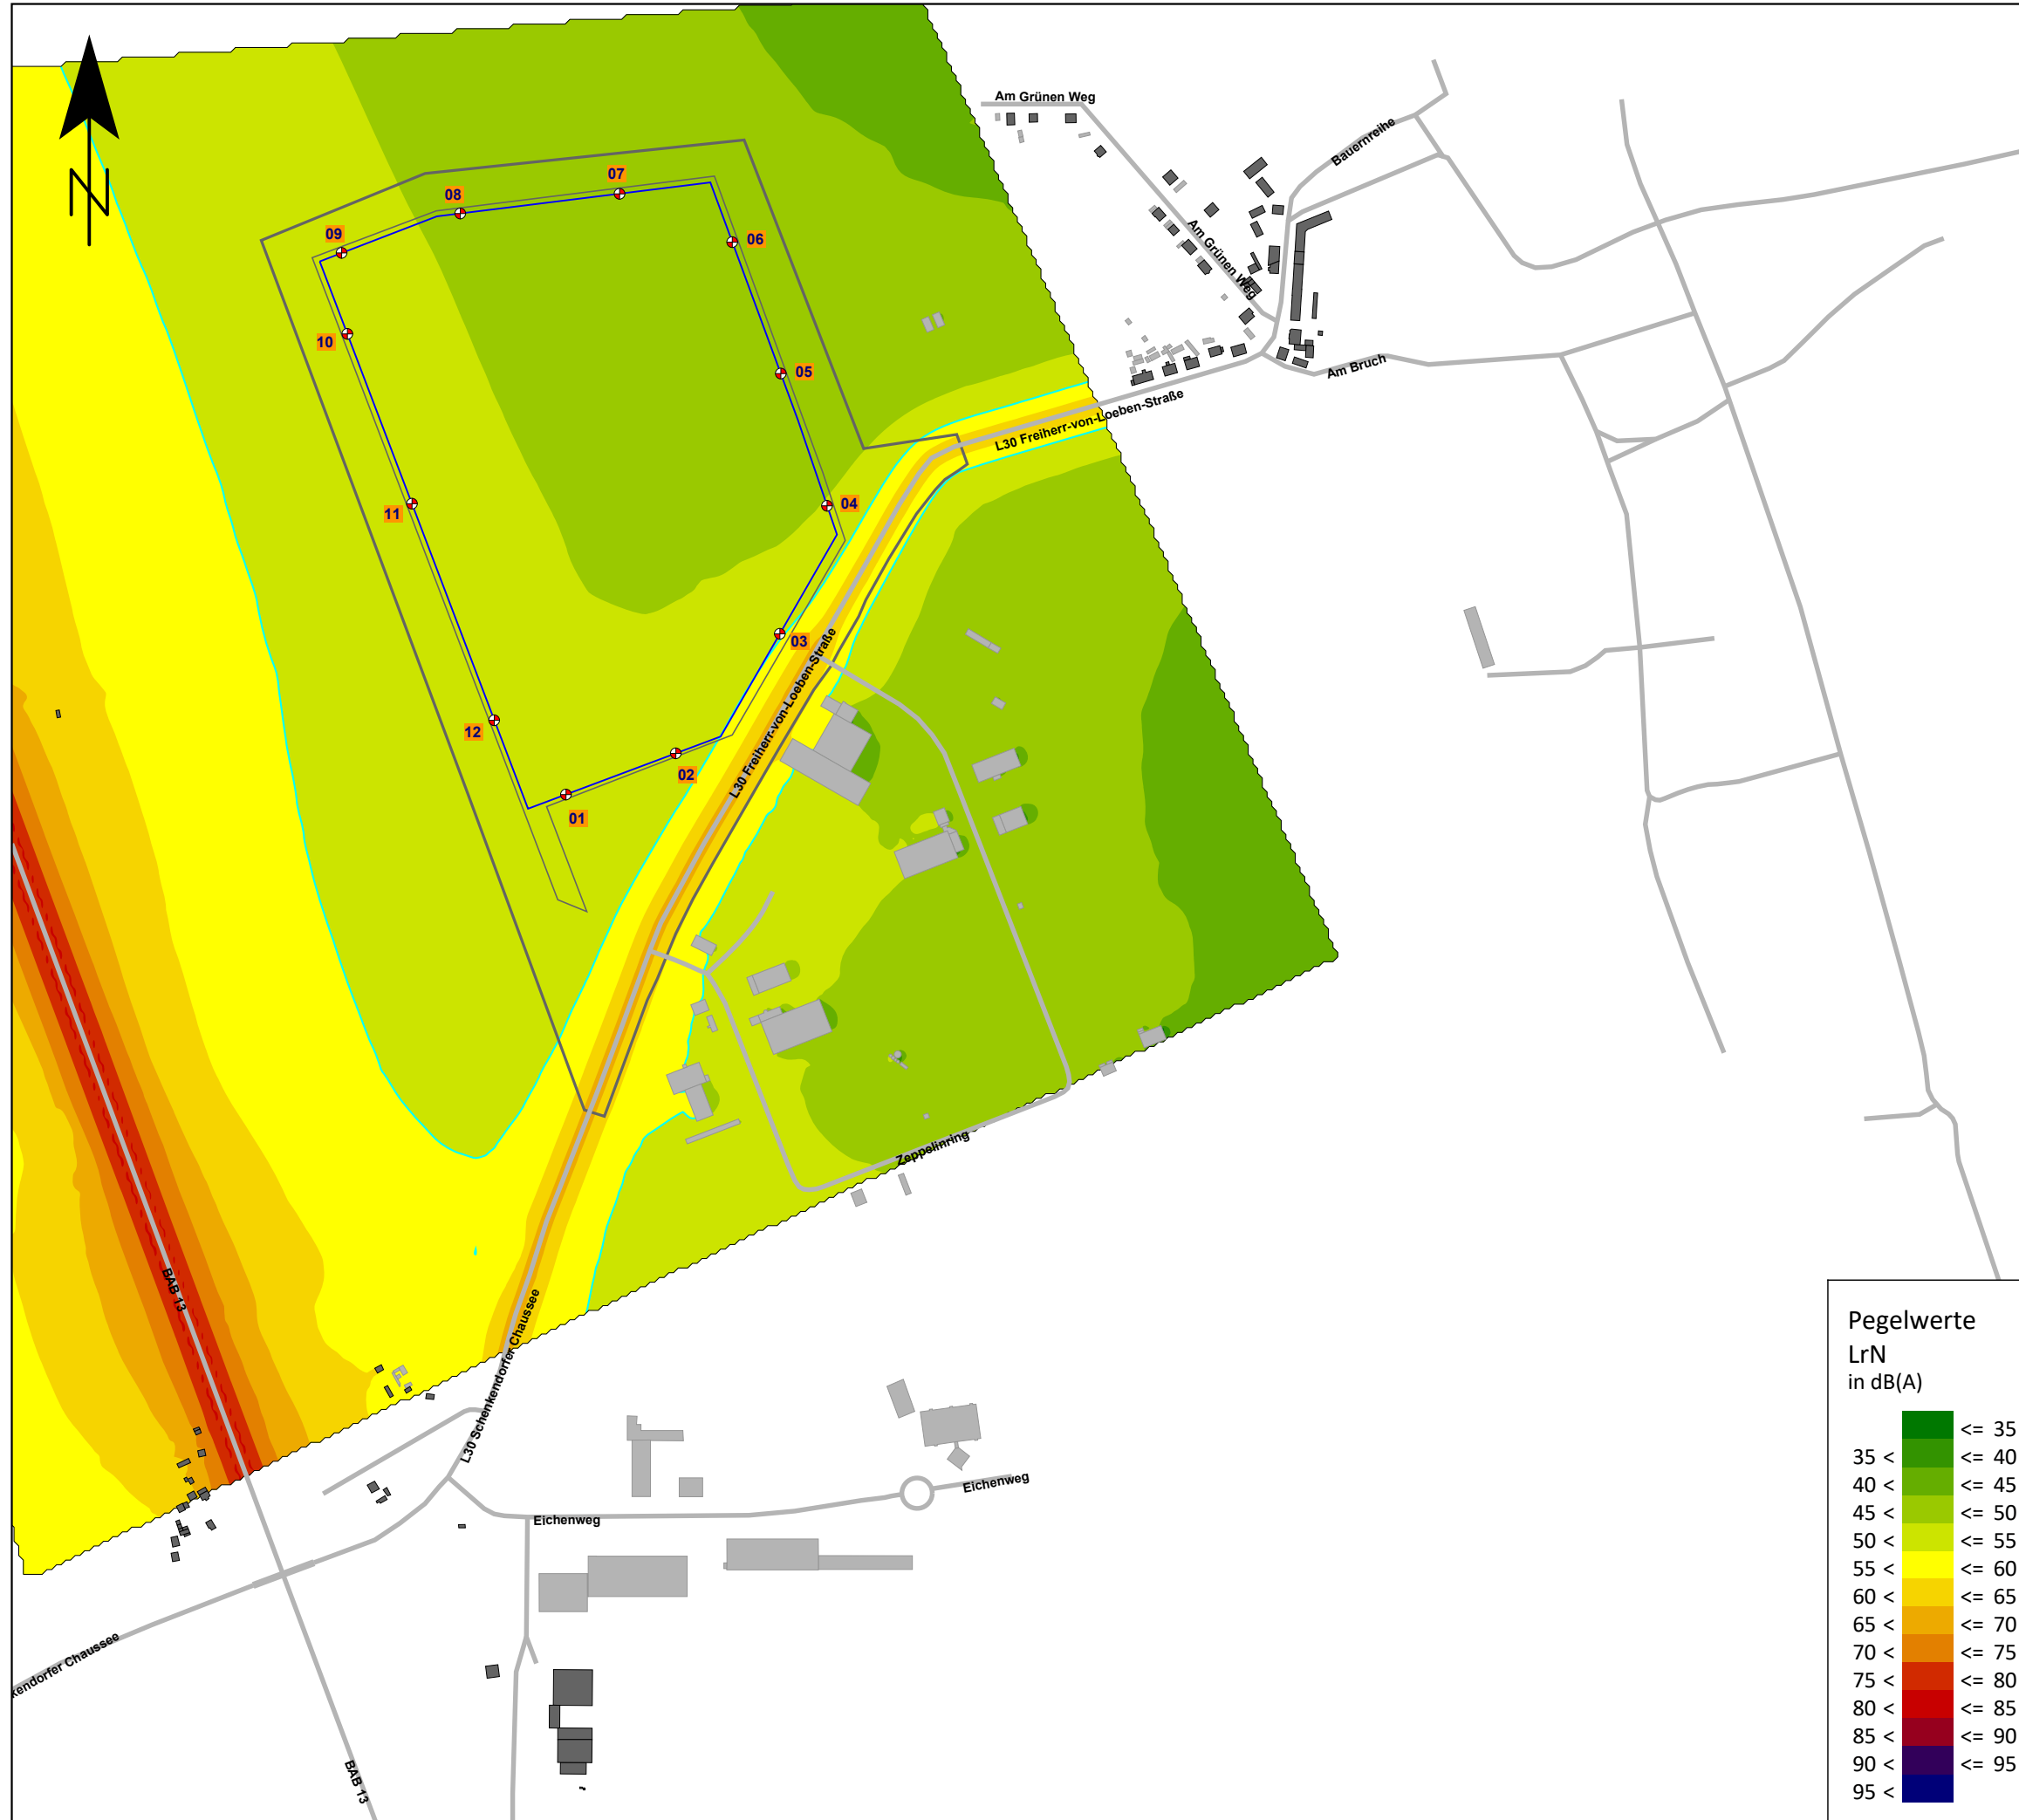 N
Am Grünen Weg
Bauernreihe
07
08
09
06
Am Grünen Weg
10
05
Am Bruch
L30 Freiherr-von-Loeben-Straße
04
11
03
L30 Freiherr-von-Loeben-Straße
12
02
01
Zeppelinring
BAB 13
L30 Schenkendorfer Chaussee
Eichenweg
Eichenweg
kendorfer Chaussee
BAB 13
Pegelwerte
LrN
in dB(A)
<= 35
35 < <= 40
40 < <= 45
45 < <= 50
50 < <= 55
55 < <= 60
60 < <= 65
65 < <= 70
70 < <= 75
75 < <= 80
80 < <= 85
85 < <= 90
90 < <= 95
95 <